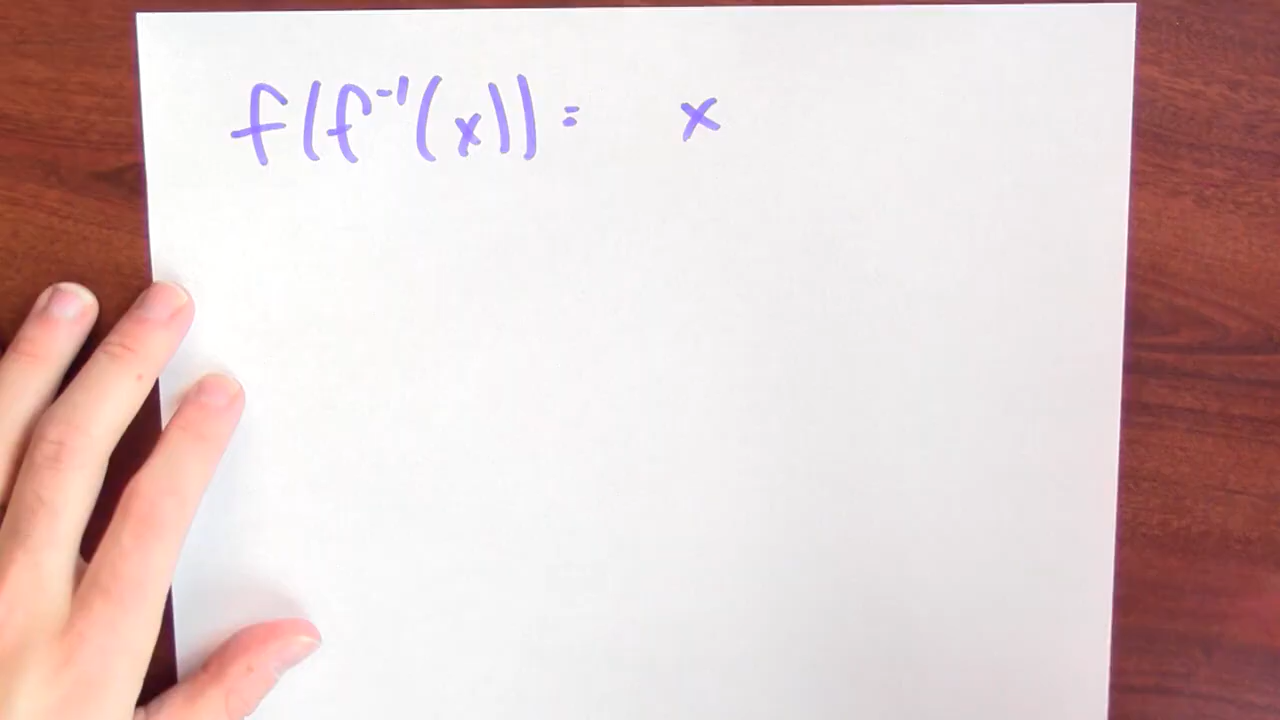 f(f⁻¹(x)) = x